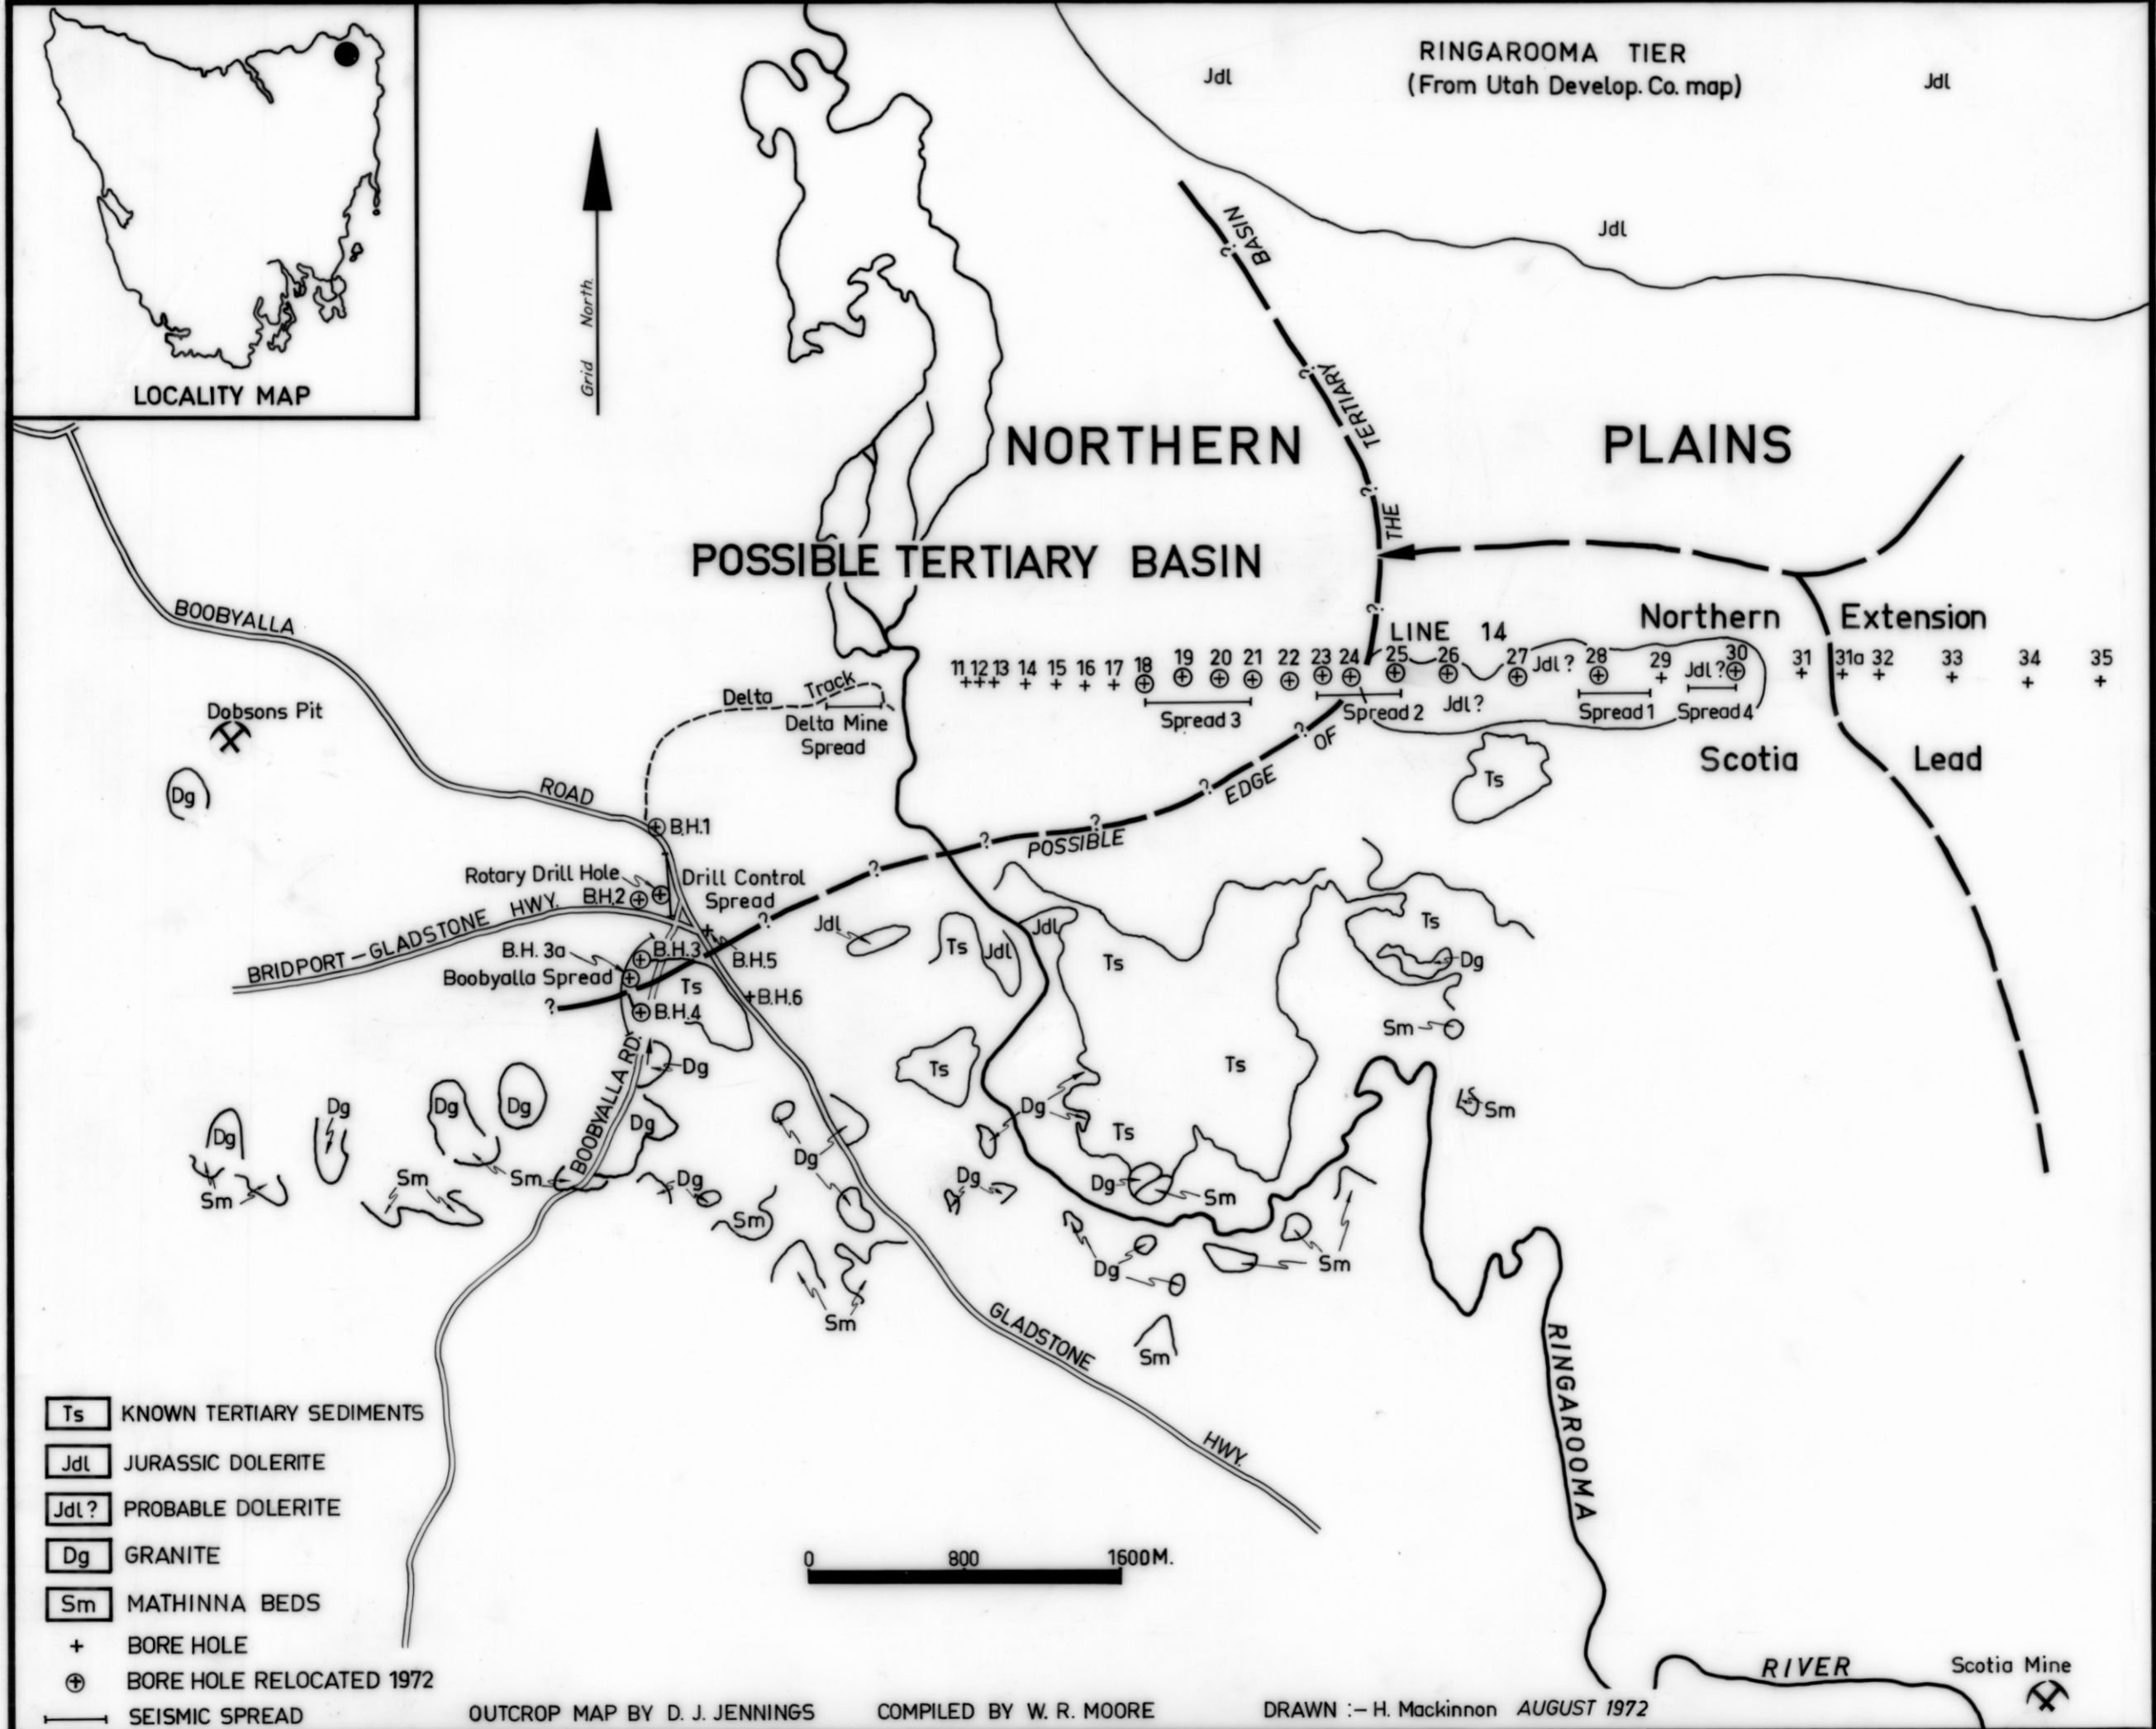 LOCALITY MAP
RINGAROOMA TIER
(From Utah Develop. Co. map)
Jdl
Jdl
Jdl
Grid North
NORTHERN PLAINS
POSSIBLE TERTIARY BASIN
POSSIBLE ? EDGE ? OF ? THE ? TERTIARY ? BASIN ?
? ? ? ?
LINE 14
Northern Extension
Scotia Lead
11 12 13 14 15 16 17 18 19 20 21 22 23 24 25 26 27 28 29 30 31 31a 32 33 34 35
Jdl ?
Jdl ?
Jdl ?
Spread 3
Spread 2
Spread 1
Spread 4
BOOBYALLA ROAD
Delta Track
Delta Mine
Spread
Dobsons Pit
Dg
Ts
B.H.1
Rotary Drill Hole
Drill Control
Spread
B.H.2
BRIDPORT – GLADSTONE HWY.
B.H. 3a
B.H.3
B.H.5
Boobyalla Spread
Ts
B.H.6
B.H.4
BOOBYALLA RD.
Jdl
Ts
Jdl
Jdl
Ts
Ts
Dg
Sm
Ts
Ts
Dg
Sm
Dg
Dg
Dg
Dg
Dg
Dg
Dg
Ts
Sm
Sm
Sm
Dg
Sm
Dg
Dg
Sm
Dg
Sm
Sm
Sm
GLADSTONE HWY.
RINGAROOMA RIVER
Scotia Mine
Ts KNOWN TERTIARY SEDIMENTS
Jdl JURASSIC DOLERITE
Jdl ? PROBABLE DOLERITE
Dg GRANITE
Sm MATHINNA BEDS
+ BORE HOLE
⊕ BORE HOLE RELOCATED 1972
SEISMIC SPREAD
0 800 1600M.
OUTCROP MAP BY D. J. JENNINGS COMPILED BY W. R. MOORE DRAWN :– H. Mackinnon AUGUST 1972